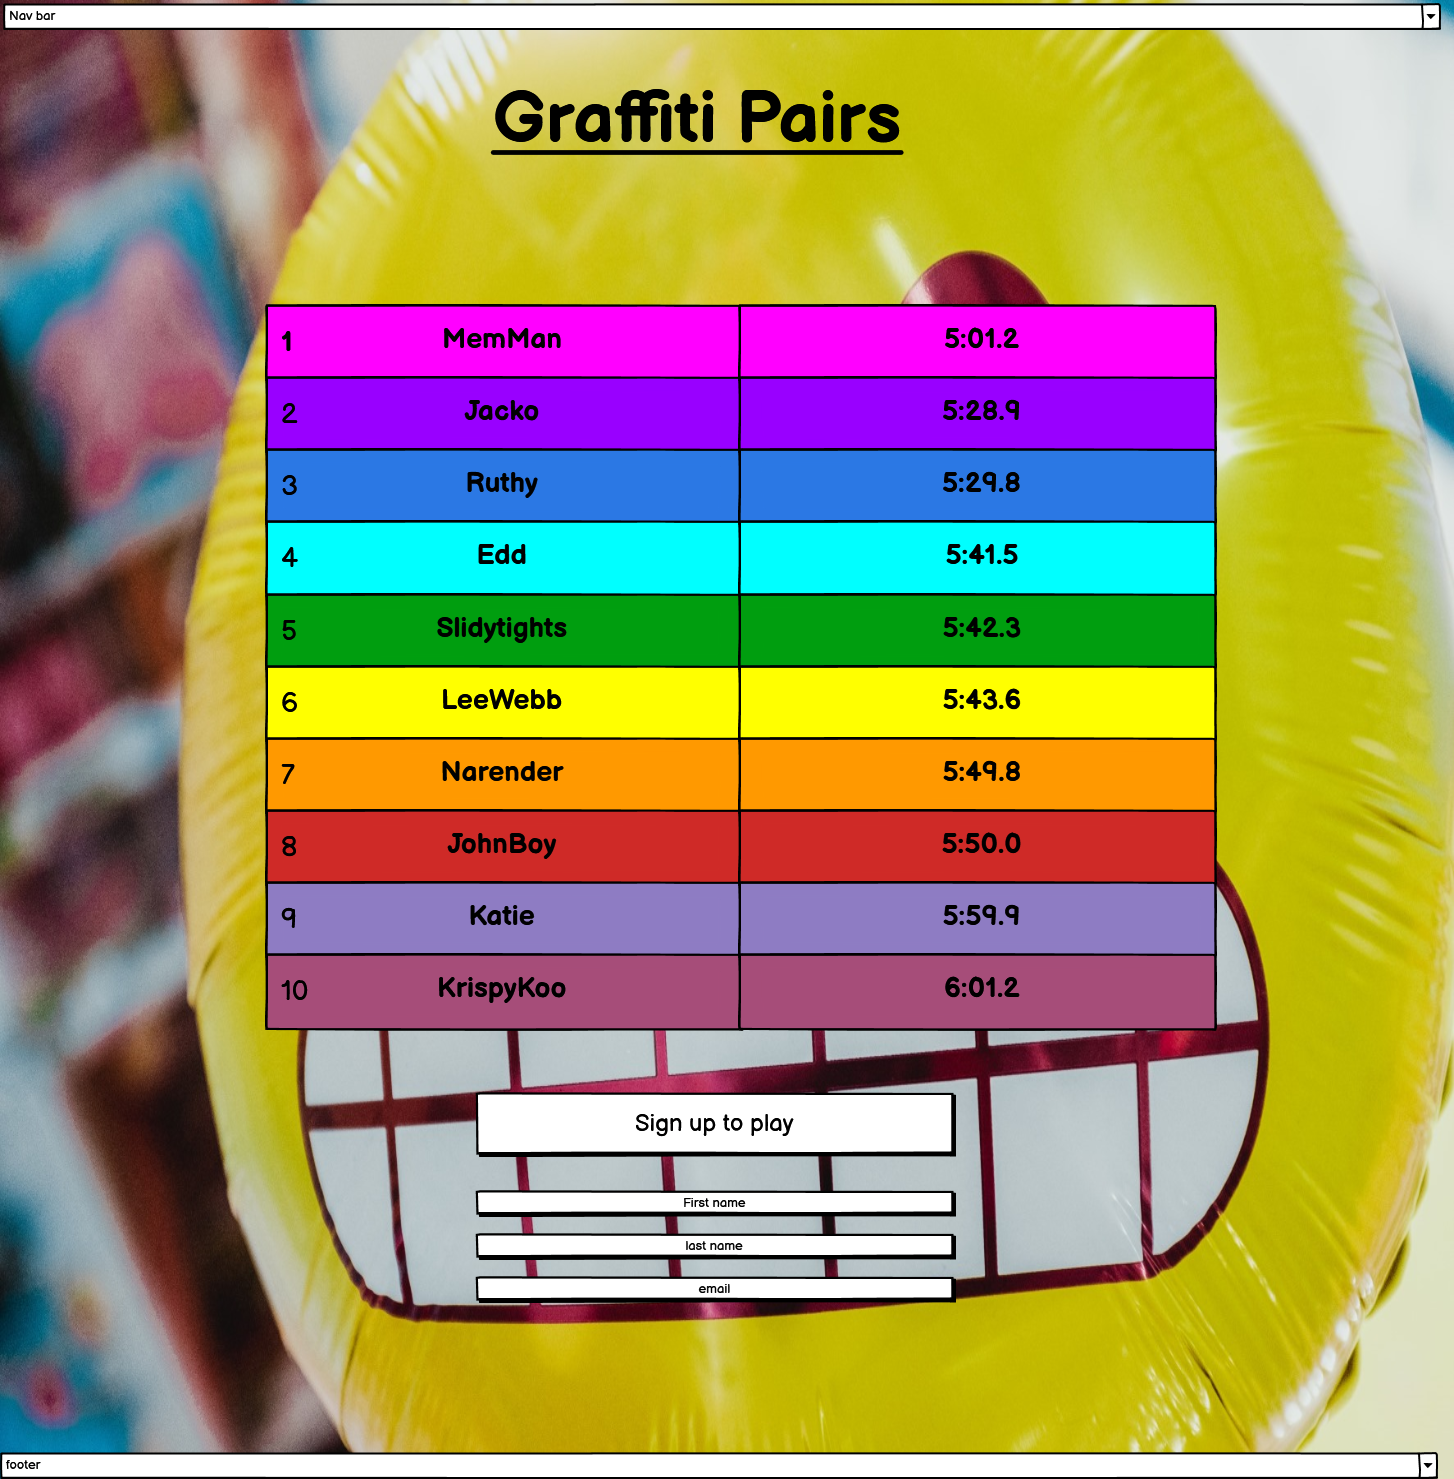 Nav bar
Graffiti Pairs
1 MemMan 5:01.2
2 Jacko 5:28.9
3 Ruthy 5:29.8
4 Edd 5:41.5
5 Slidytights 5:42.3
6 LeeWebb 5:43.6
7 Narender 5:49.8
8 JohnBoy 5:50.0
9 Katie 5:59.9
10 KrispyKoo 6:01.2
Sign up to play
First name
last name
email
footer